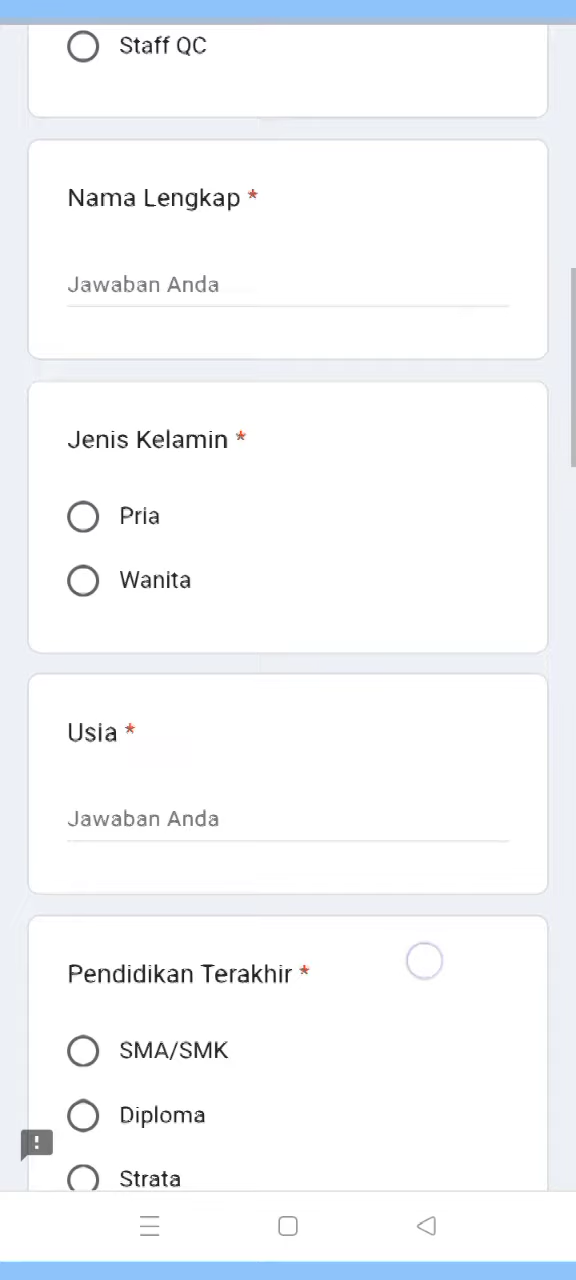 Staff QC
Nama Lengkap *
Jawaban Anda
Jenis Kelamin *
Pria
Wanita
Usia *
Jawaban Anda
Pendidikan Terakhir *
SMA/SMK
Diploma
Strata